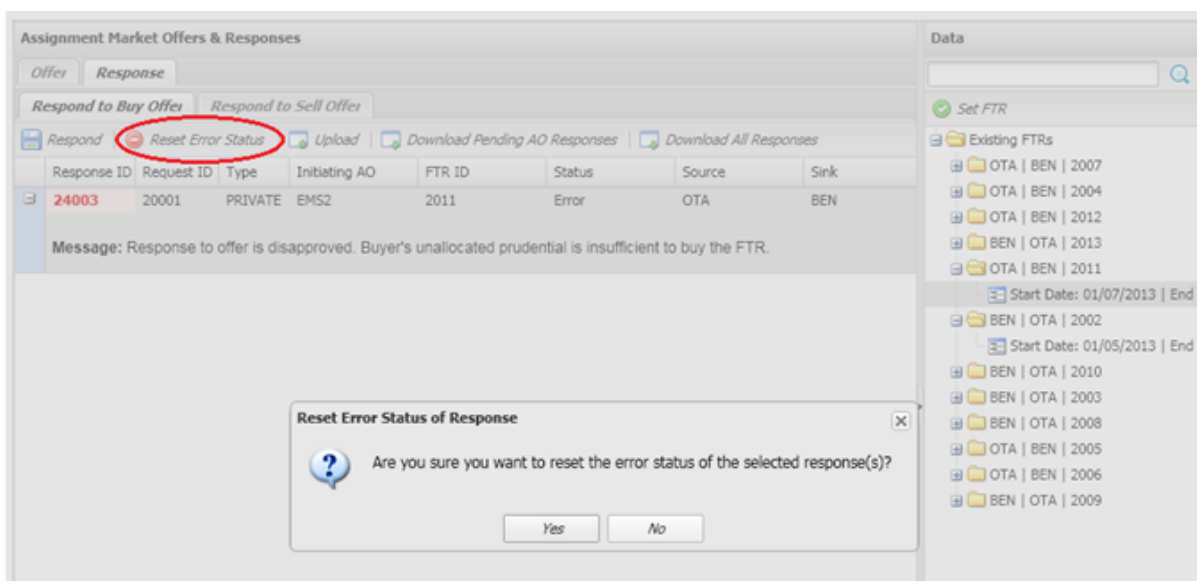 Assignment Market Offers & Responses
Offer Response
Respond to Buy Offer Respond to Sell Offer
Respond Reset Error Status Upload Download Pending AO Responses Download All Responses
Response ID Request ID Type Initiating AO FTR ID Status Source Sink
24003 20001 PRIVATE EMS2 2011 Error OTA BEN
Message: Response to offer is disapproved. Buyer's unallocated prudential is insufficient to buy the FTR.
Reset Error Status of Response
Are you sure you want to reset the error status of the selected response(s)?
Yes No
Data
Set FTR
Existing FTRs
OTA | BEN | 2007
OTA | BEN | 2004
OTA | BEN | 2012
BEN | OTA | 2013
OTA | BEN | 2011
Start Date: 01/07/2013 | End
BEN | OTA | 2002
Start Date: 01/05/2013 | End
BEN | OTA | 2010
BEN | OTA | 2003
BEN | OTA | 2008
OTA | BEN | 2005
OTA | BEN | 2006
BEN | OTA | 2009